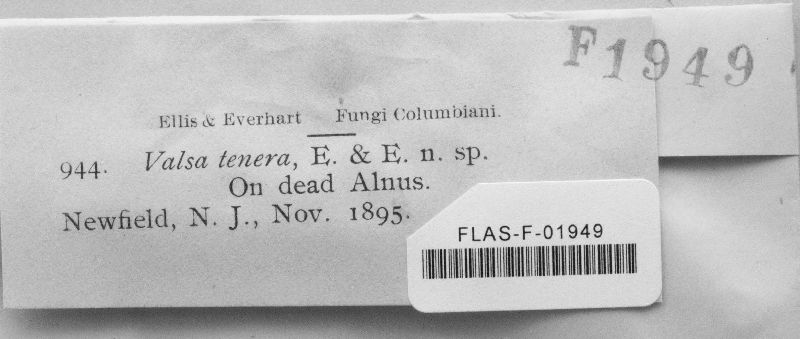 F1949
Ellis & Everhart Fungi Columbiani.
944. Valsa tenera, E. & E. n. sp.
On dead Alnus.
Newfield, N. J., Nov. 1895.
FLAS-F-01949